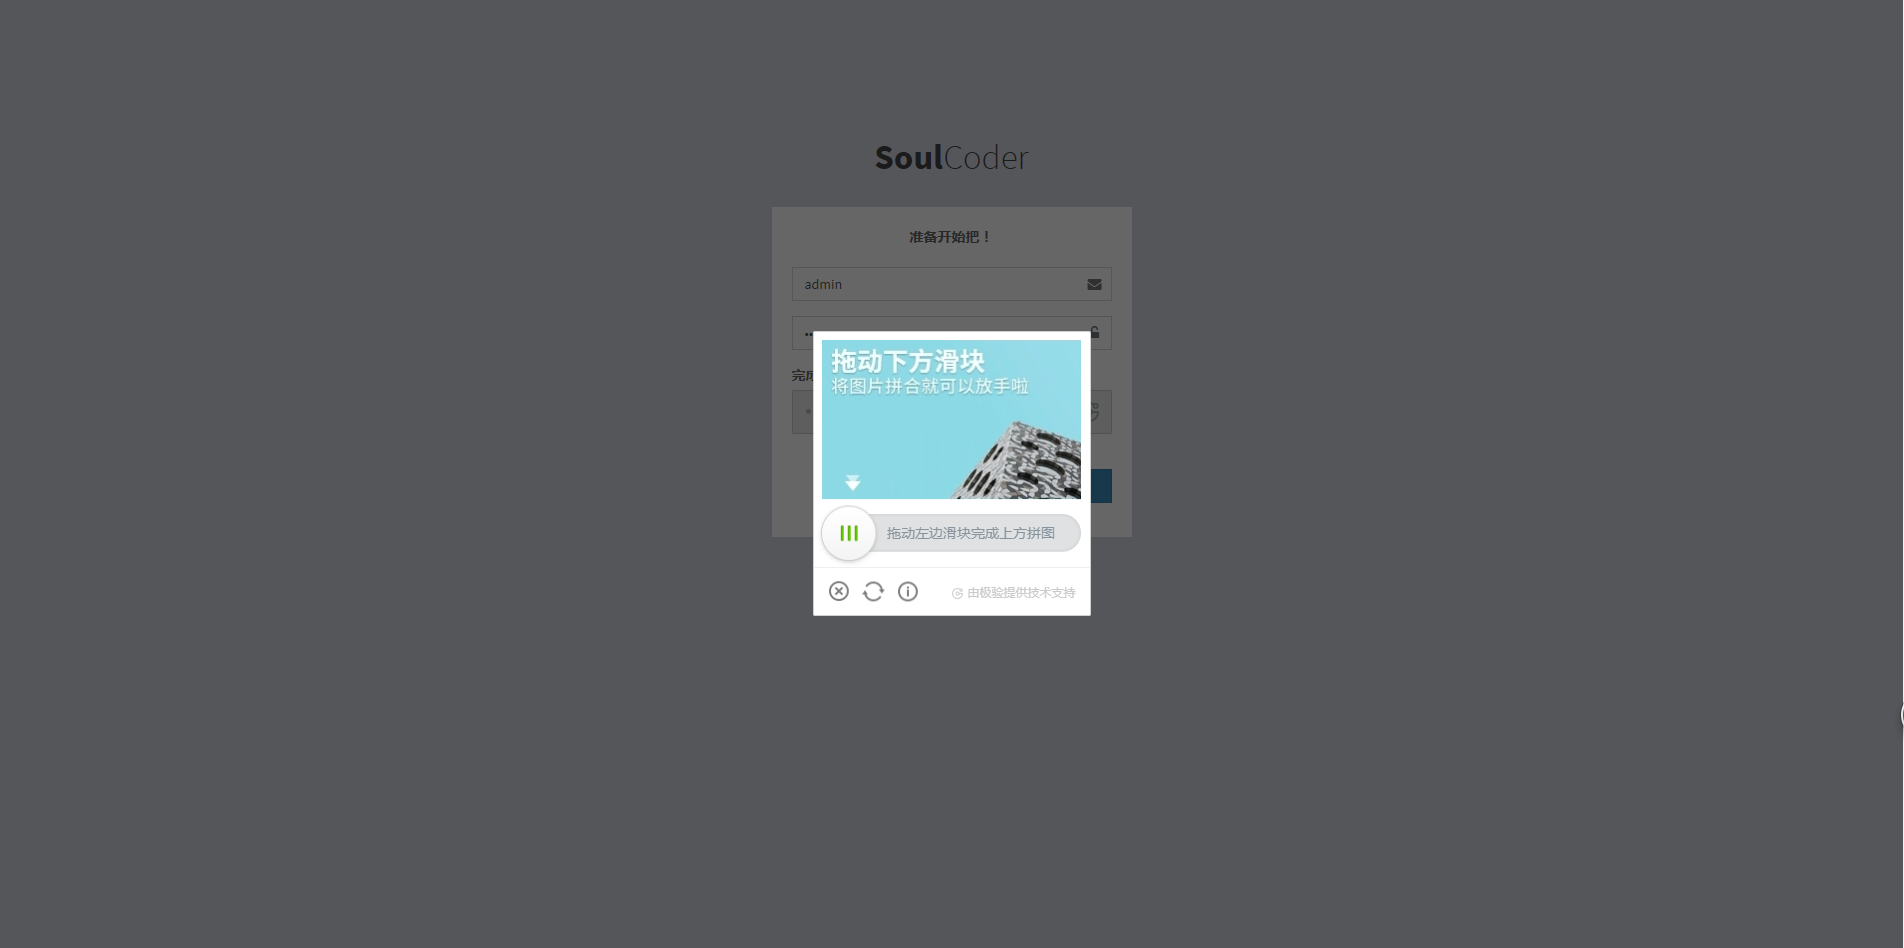 SoulCoder
准备开始把！
admin
完成
拖动下方滑块
将图片拼合就可以放手啦
拖动左边滑块完成上方拼图
由极验提供技术支持